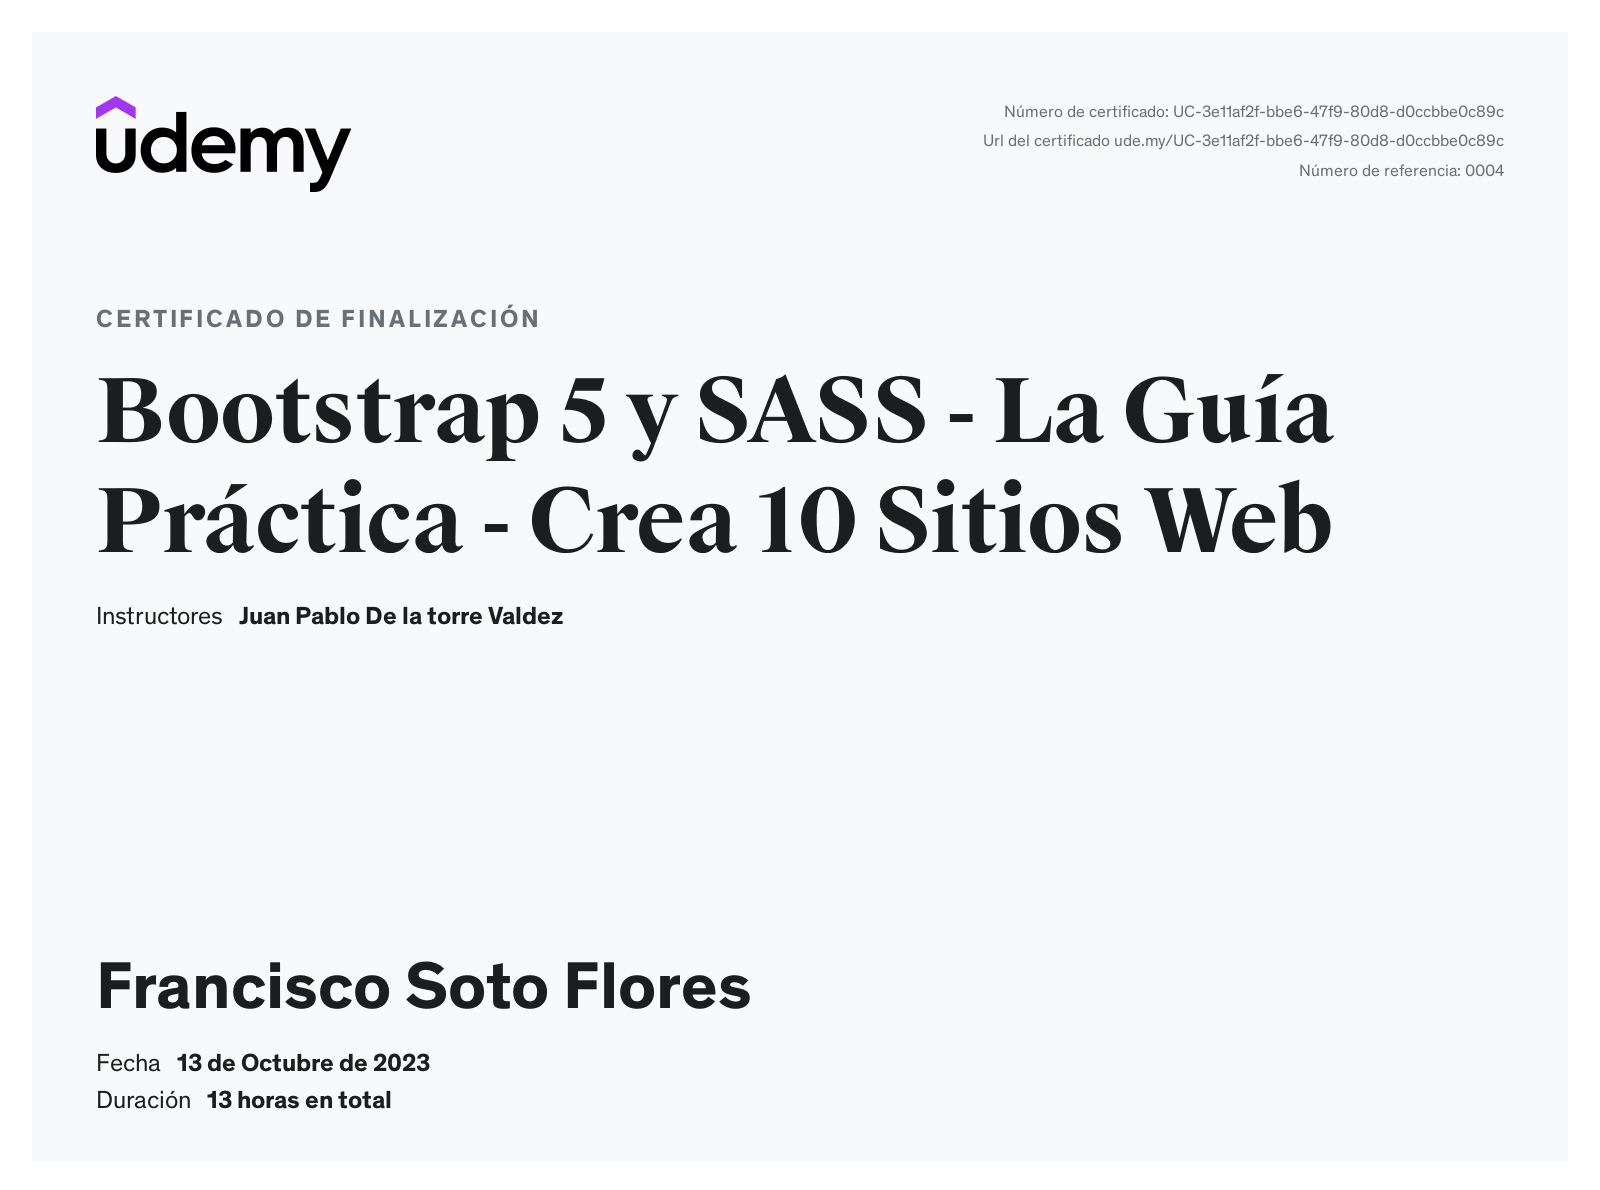 udemy
Número de certificado: UC-3e11af2f-bbe6-47f9-80d8-d0ccbbe0c89c
Url del certificado ude.my/UC-3e11af2f-bbe6-47f9-80d8-d0ccbbe0c89c
Número de referencia: 0004
CERTIFICADO DE FINALIZACIÓN
Bootstrap 5 y SASS - La Guía
Práctica - Crea 10 Sitios Web
Instructores Juan Pablo De la torre Valdez
Francisco Soto Flores
Fecha 13 de Octubre de 2023
Duración 13 horas en total